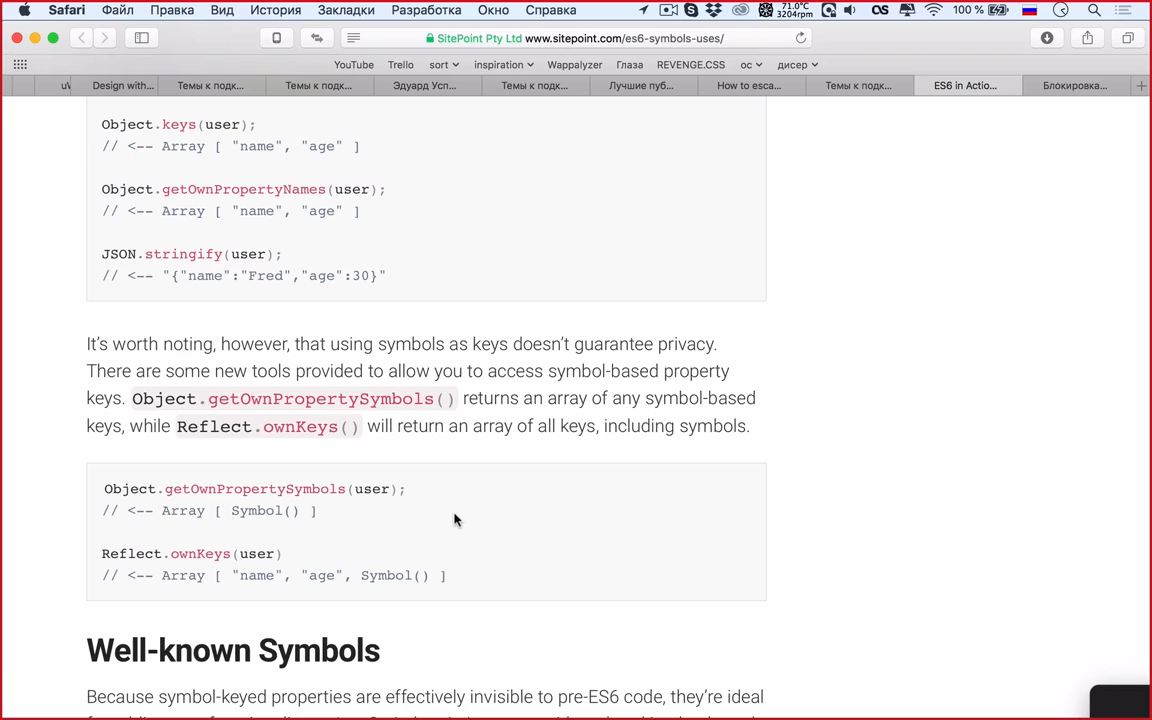 Safari Файл Правка Вид История Закладки Разработка Окно Справка 71.0°C 3204rpm 100 %
SitePoint Pty Ltd www.sitepoint.com/es6-symbols-uses/
YouTube Trello sort inspiration Wappalyzer Глаза REVENGE.CSS ос дисер
Design with... Темы к подк... Темы к подк... Эдуард Усп... Темы к подк... Лучшие пуб... How to esca... Темы к подк... ES6 in Actio... Блокировка...
Object.keys(user);
// <-- Array [ "name", "age" ]
Object.getOwnPropertyNames(user);
// <-- Array [ "name", "age" ]
JSON.stringify(user);
// <-- "{"name":"Fred","age":30}"
It’s worth noting, however, that using symbols as keys doesn’t guarantee privacy.
There are some new tools provided to allow you to access symbol-based property
keys. Object.getOwnPropertySymbols() returns an array of any symbol-based
keys, while Reflect.ownKeys() will return an array of all keys, including symbols.
Object.getOwnPropertySymbols(user);
// <-- Array [ Symbol() ]
Reflect.ownKeys(user)
// <-- Array [ "name", "age", Symbol() ]
Well-known Symbols
Because symbol-keyed properties are effectively invisible to pre-ES6 code, they’re ideal